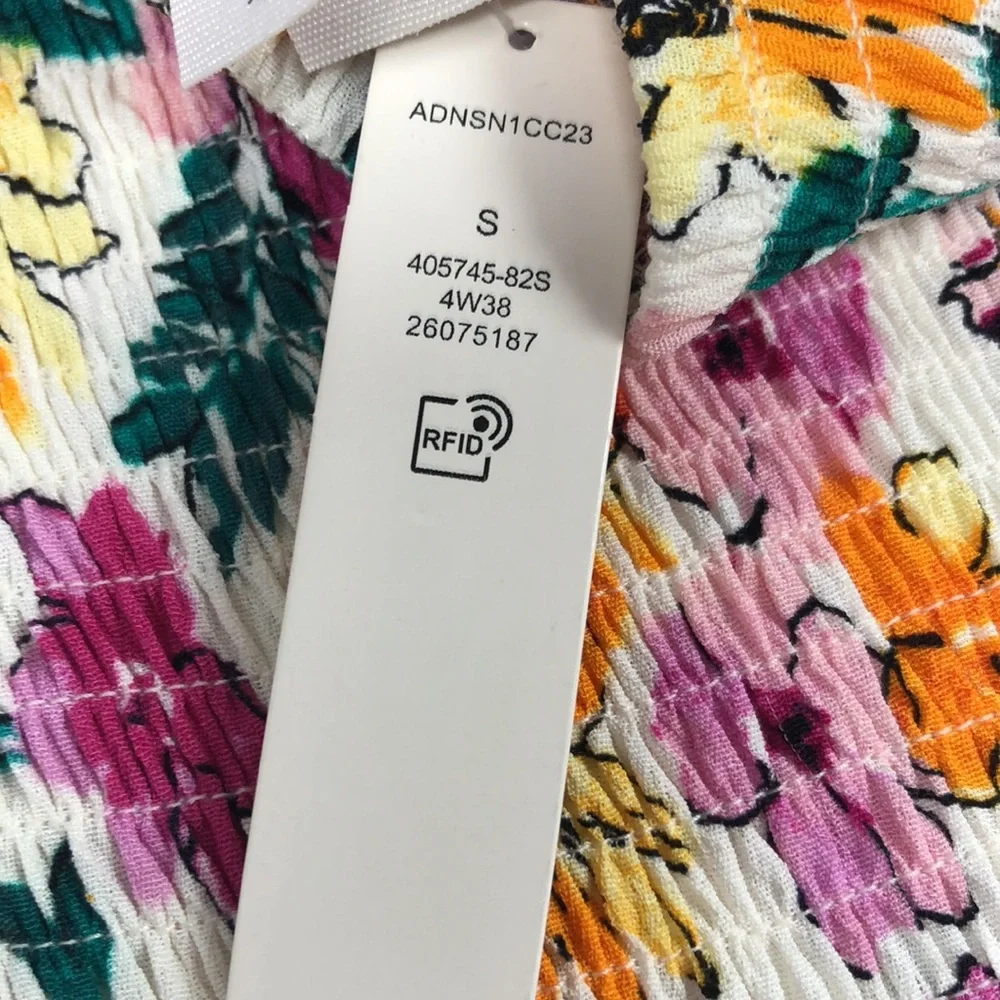 ADNSN1CC23
S
405745-82S
4W38
26075187
RFID